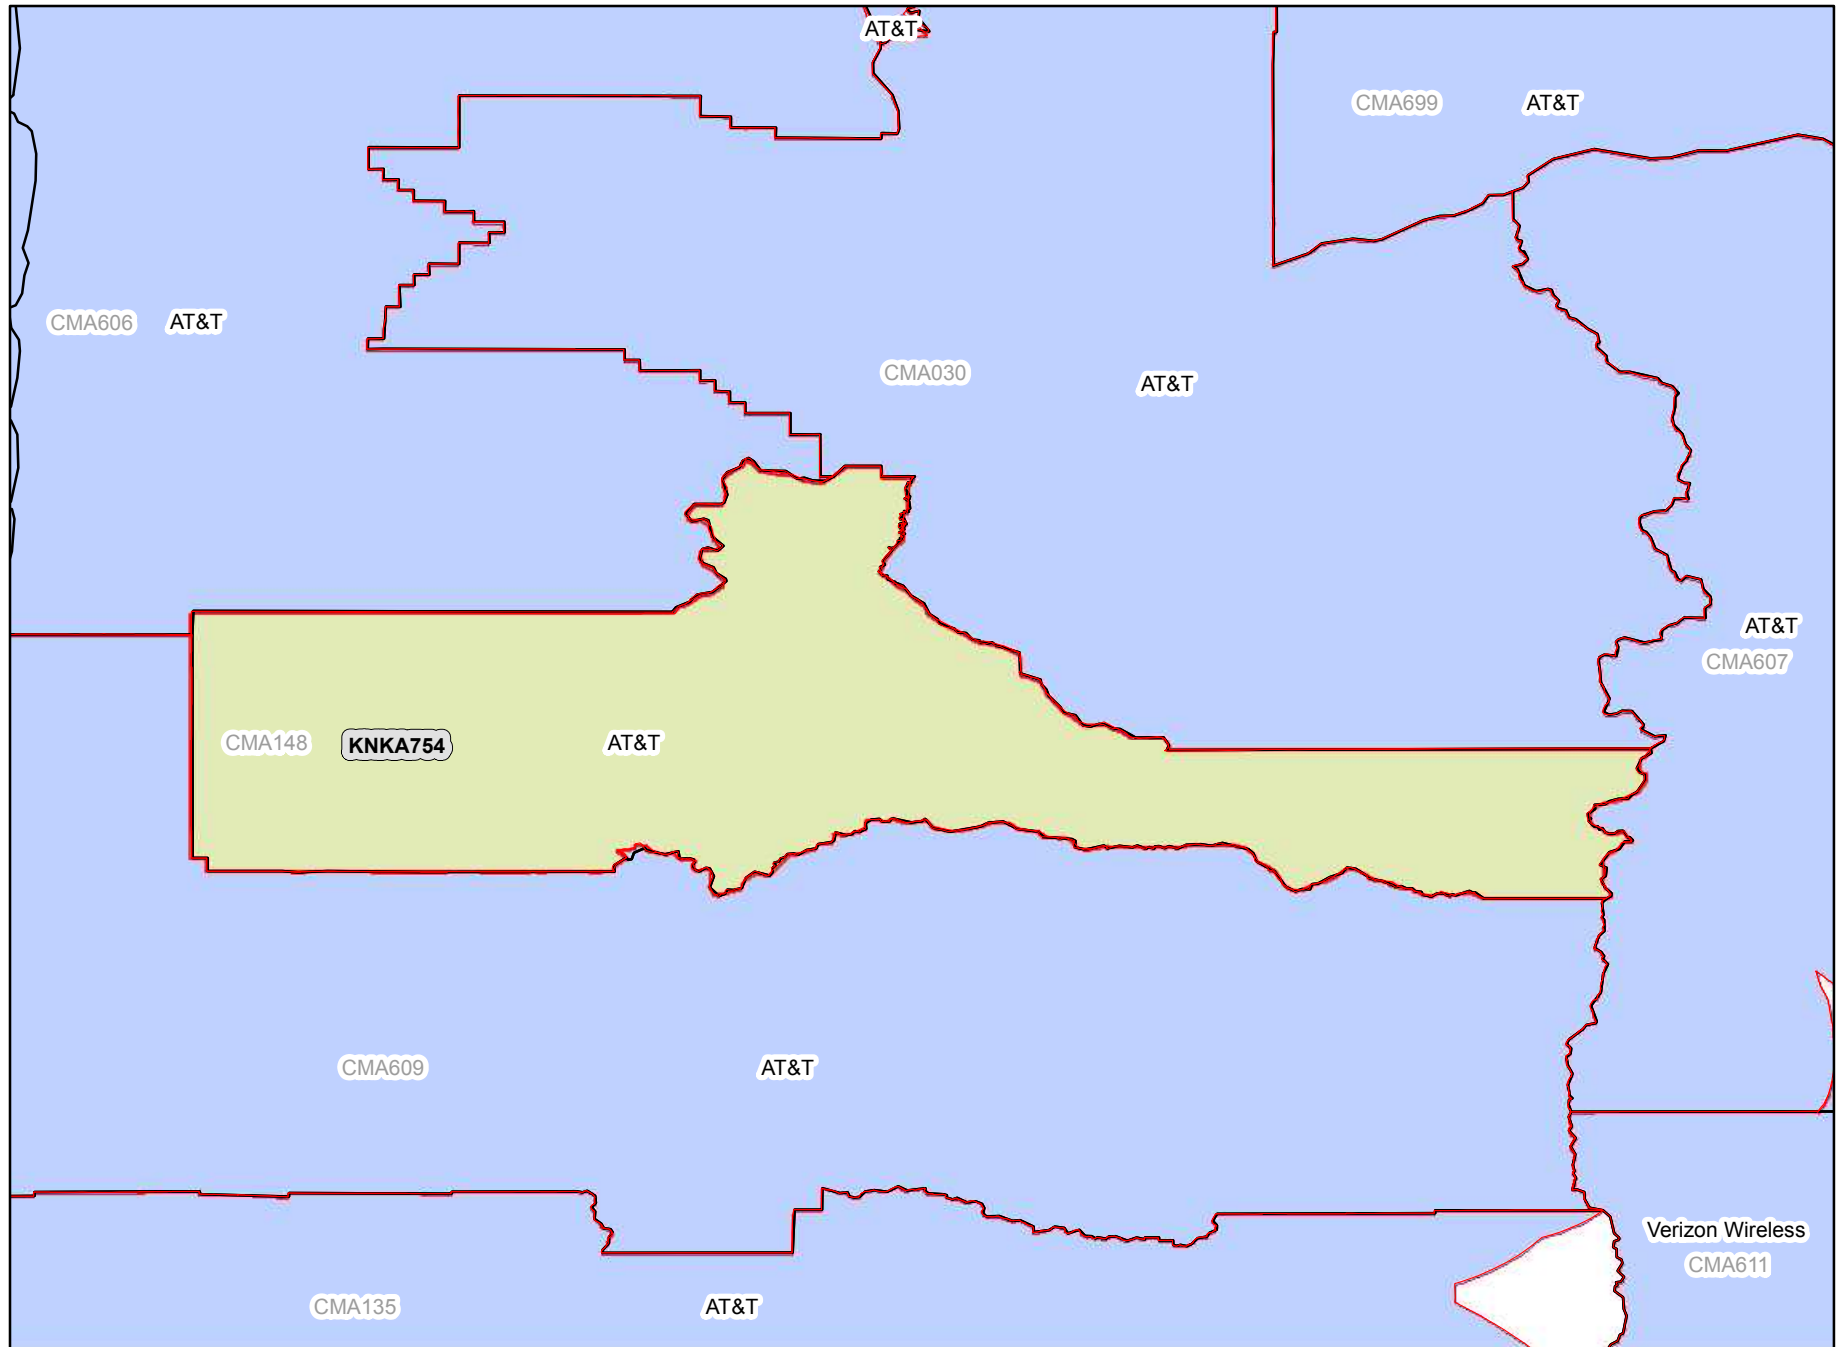 AT&T
CMA699 AT&T
CMA606 AT&T
CMA030
AT&T
AT&T
CMA607
CMA148 KNKA754 AT&T
CMA609 AT&T
Verizon Wireless
CMA611
CMA135 AT&T